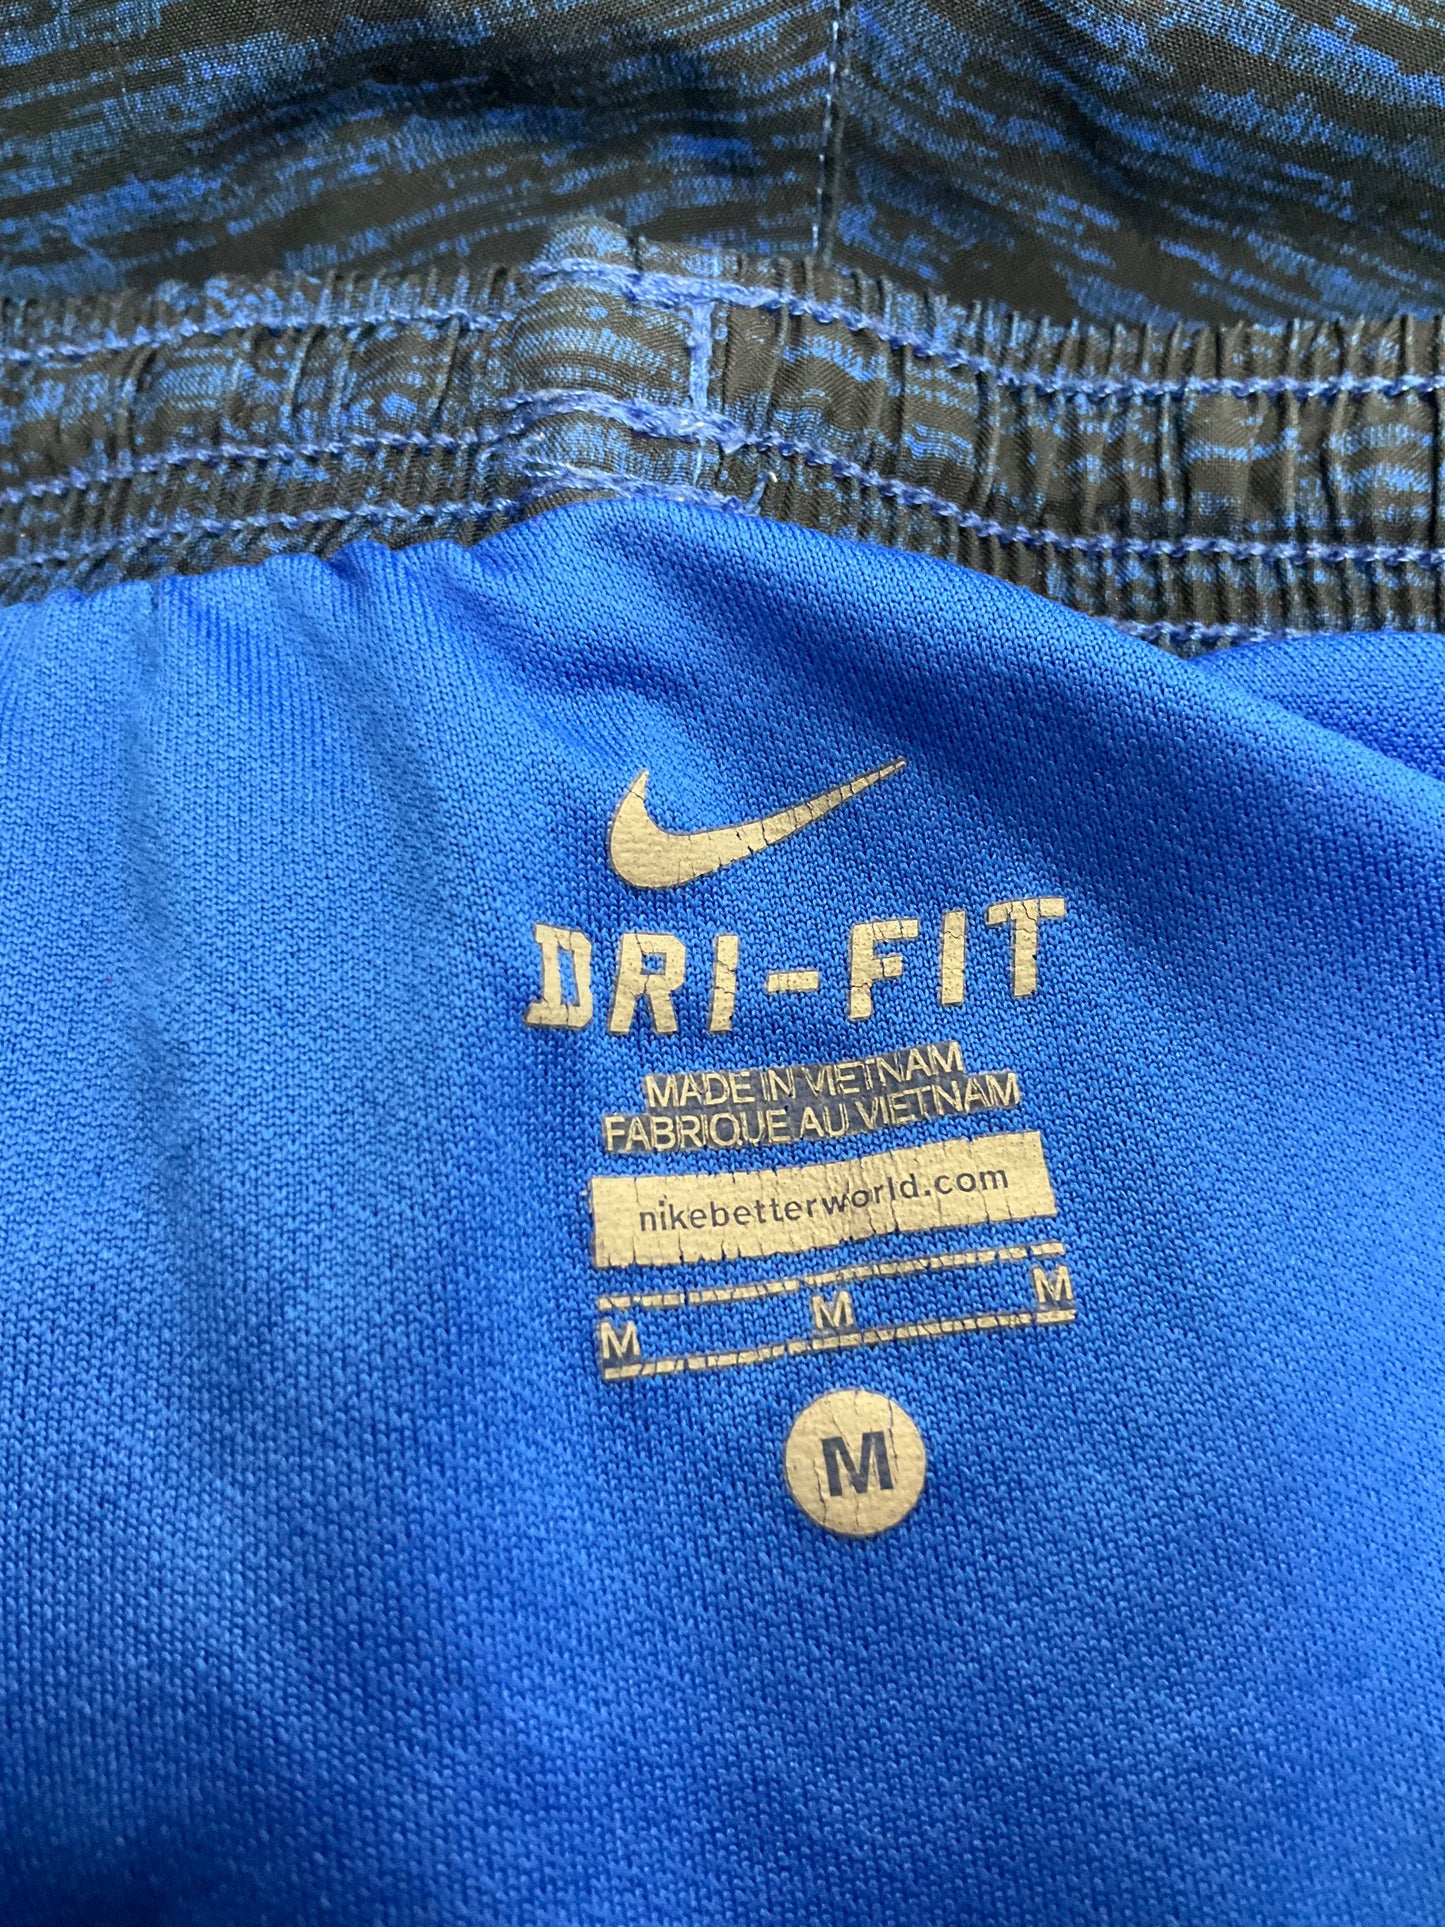 DRI-FIT
MADE IN VIETNAM
FABRIQUE AU VIETNAM
nikebetterworld.com
M M M
M